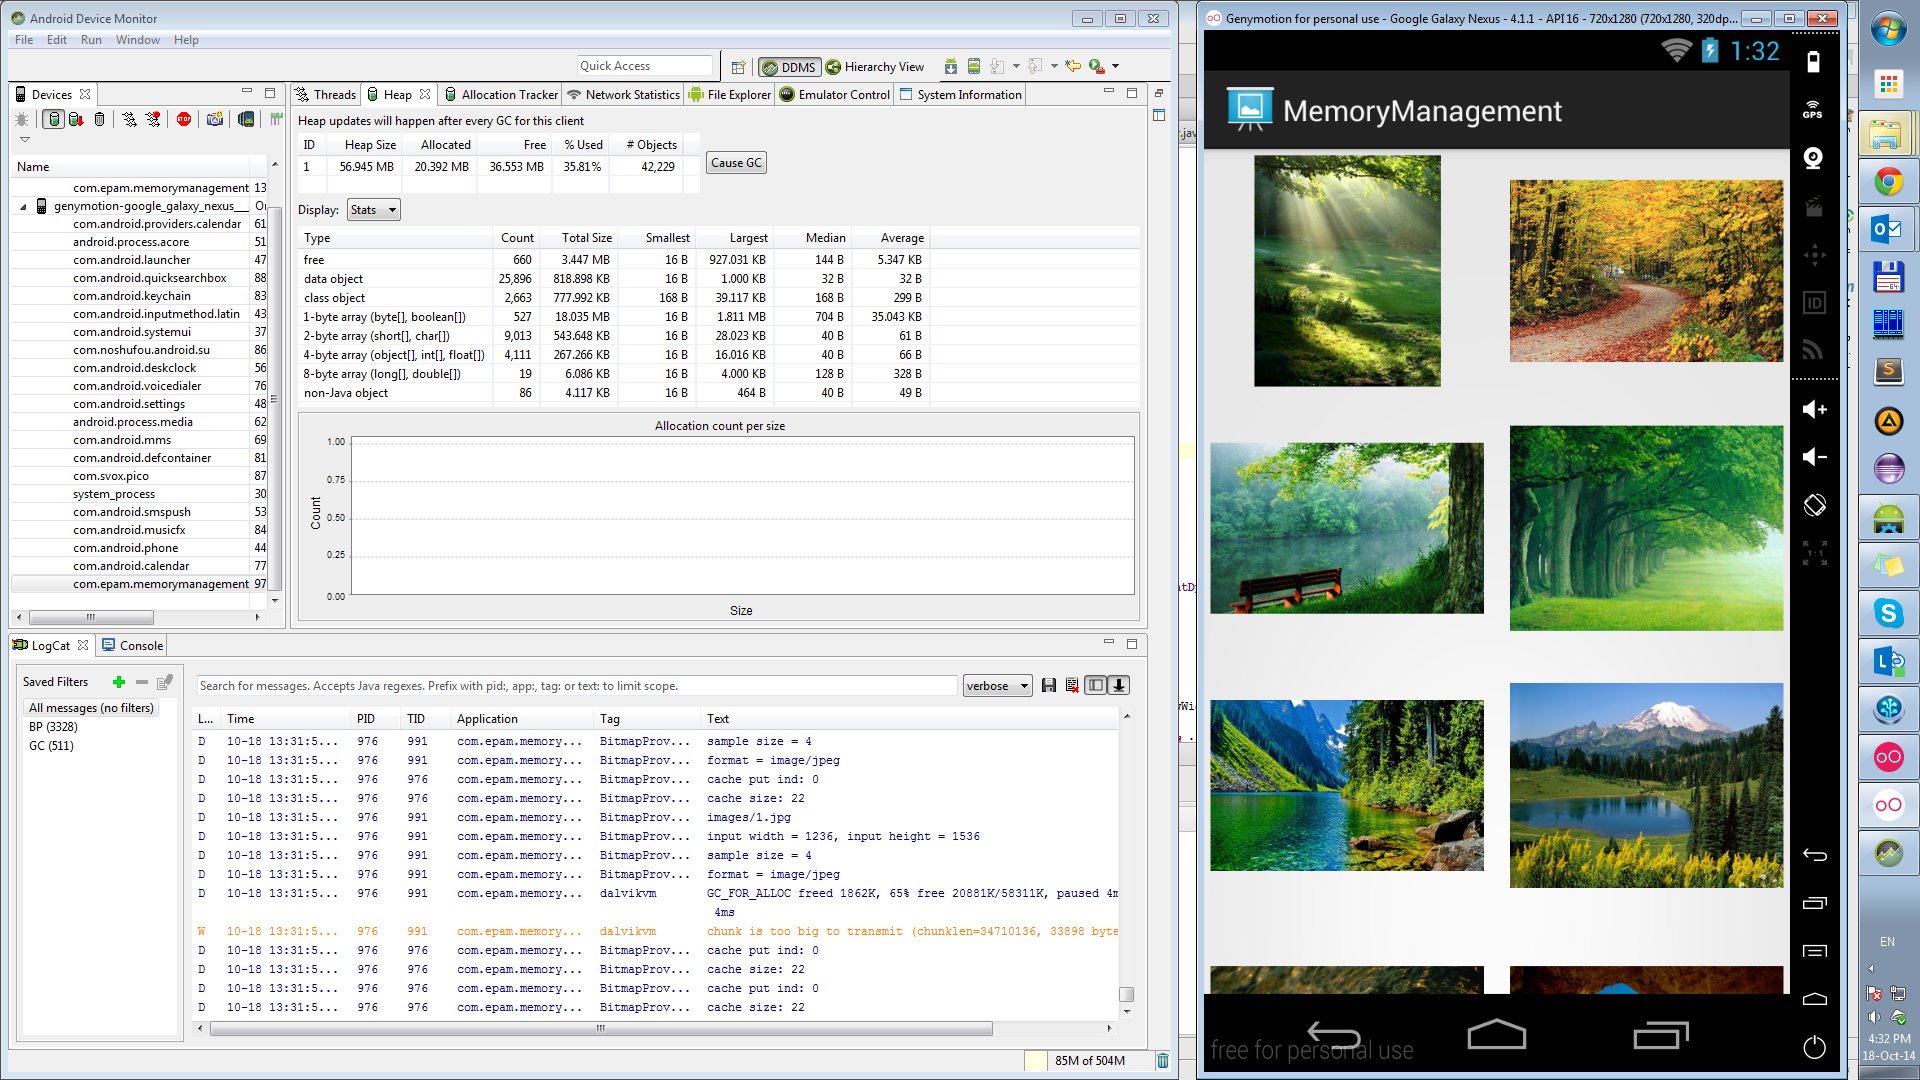 Android Device Monitor
File Edit Run Window Help
Quick Access
DDMS
Hierarchy View
Devices
Name
com.epam.memorymanagement 13
genymotion-google_galaxy_nexus___
com.android.providers.calendar 61
android.process.acore 51
com.android.launcher 47
com.android.quicksearchbox 88
com.android.keychain 83
com.android.inputmethod.latin 43
com.android.systemui 37
com.noshufou.android.su 86
com.android.deskclock 56
com.android.voicedialer 76
com.android.settings 48
android.process.media 62
com.android.mms 69
com.android.defcontainer 81
com.svox.pico 87
system_process 30
com.android.smspush 53
com.android.musicfx 84
com.android.phone 44
com.android.calendar 77
com.epam.memorymanagement 97
Threads Heap Allocation Tracker Network Statistics File Explorer Emulator Control System Information
Heap updates will happen after every GC for this client
ID Heap Size Allocated Free % Used # Objects
1 56.945 MB 20.392 MB 36.553 MB 35.81% 42,229
Cause GC
Display: Stats
Type Count Total Size Smallest Largest Median Average
free 660 3.447 MB 16 B 927.031 KB 144 B 5.347 KB
data object 25,896 818.898 KB 16 B 1.000 KB 32 B 32 B
class object 2,663 777.992 KB 168 B 39.117 KB 168 B 299 B
1-byte array (byte[], boolean[]) 527 18.035 MB 16 B 1.811 MB 704 B 35.043 KB
2-byte array (short[], char[]) 9,013 543.648 KB 16 B 28.023 KB 40 B 61 B
4-byte array (object[], int[], float[]) 4,111 267.266 KB 16 B 16.016 KB 40 B 66 B
8-byte array (long[], double[]) 19 6.086 KB 16 B 4.000 KB 128 B 328 B
non-Java object 86 4.117 KB 16 B 464 B 40 B 49 B
Allocation count per size
1.00
0.75
0.50
0.25
0.00
Count
Size
LogCat Console
Saved Filters
All messages (no filters)
BP (3328)
GC (511)
Search for messages. Accepts Java regexes. Prefix with pid:, app:, tag: or text: to limit scope.
verbose
L... Time PID TID Application Tag Text
D 10-18 13:31:5... 976 991 com.epam.memory... BitmapProv... sample size = 4
D 10-18 13:31:5... 976 991 com.epam.memory... BitmapProv... format = image/jpeg
D 10-18 13:31:5... 976 976 com.epam.memory... BitmapProv... cache put ind: 0
D 10-18 13:31:5... 976 976 com.epam.memory... BitmapProv... cache size: 22
D 10-18 13:31:5... 976 991 com.epam.memory... BitmapProv... images/1.jpg
D 10-18 13:31:5... 976 991 com.epam.memory... BitmapProv... input width = 1236, input height = 1536
D 10-18 13:31:5... 976 991 com.epam.memory... BitmapProv... sample size = 4
D 10-18 13:31:5... 976 991 com.epam.memory... BitmapProv... format = image/jpeg
D 10-18 13:31:5... 976 991 com.epam.memory... dalvikvm GC_FOR_ALLOC freed 1862K, 65% free 20881K/58311K, paused 4m
4ms
W 10-18 13:31:5... 976 991 com.epam.memory... dalvikvm chunk is too big to transmit (chunklen=34710136, 33898 byte
D 10-18 13:31:5... 976 976 com.epam.memory... BitmapProv... cache put ind: 0
D 10-18 13:31:5... 976 976 com.epam.memory... BitmapProv... cache size: 22
D 10-18 13:31:5... 976 976 com.epam.memory... BitmapProv... cache put ind: 0
D 10-18 13:31:5... 976 976 com.epam.memory... BitmapProv... cache size: 22
85M of 504M
Genymotion for personal use - Google Galaxy Nexus - 4.1.1 - API 16 - 720x1280 (720x1280, 320dp...
1:32
MemoryManagement
GPS
ID
1:1
free for personal use
EN
4:32 PM
18-Oct-14